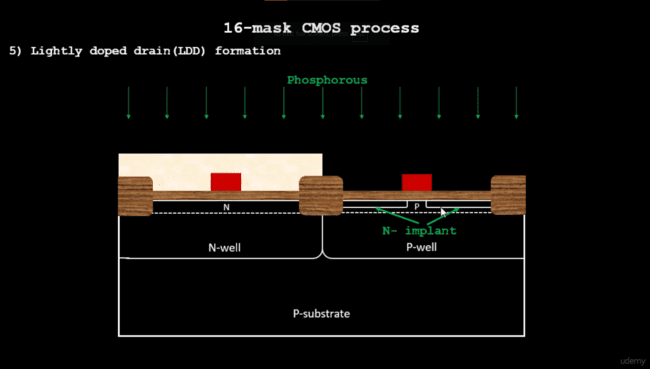 16-mask CMOS process
5) Lightly doped drain(LDD) formation
Phosphorous
N
P
N- implant
N-well
P-well
P-substrate
udemy